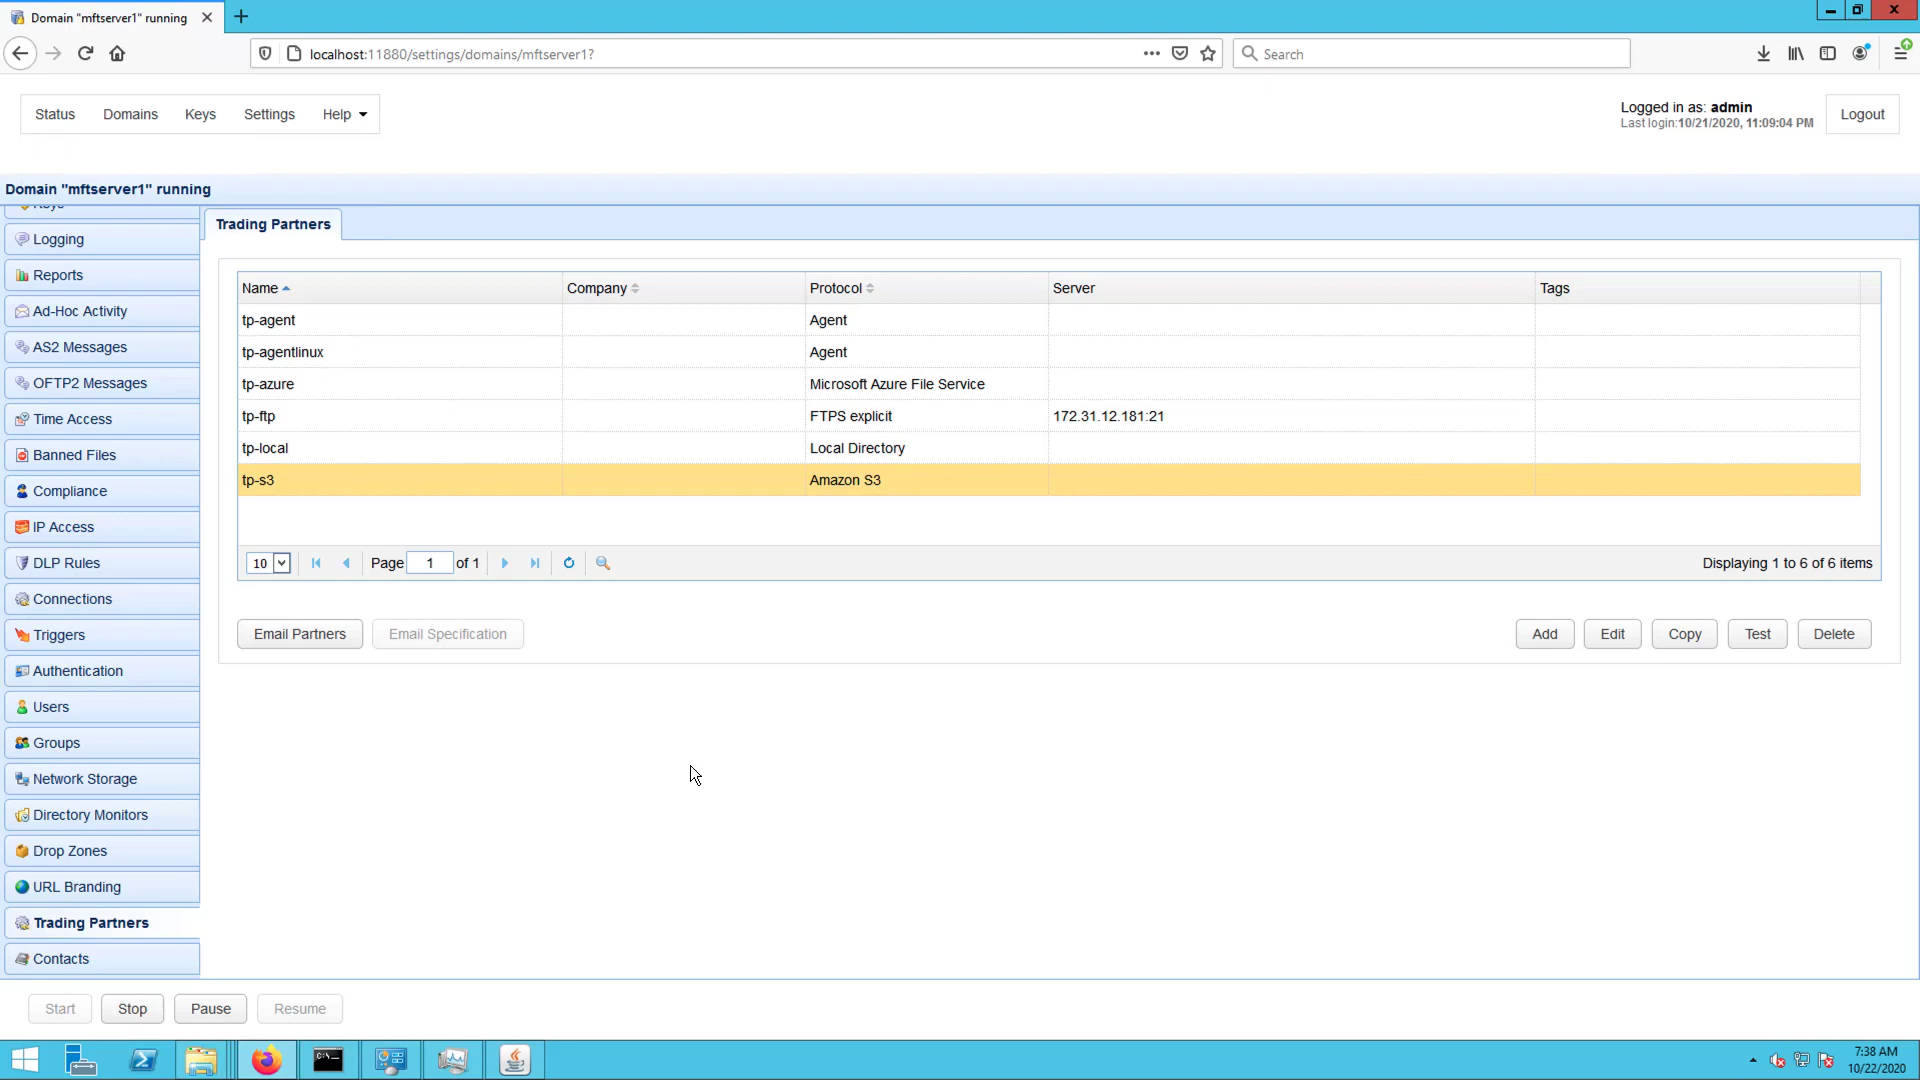 Domain "mftserver1" running
localhost:11880/settings/domains/mftserver1?
Search
Status
Domains
Keys
Settings
Help
Logged in as: admin
Last login:10/21/2020, 11:09:04 PM
Logout
Domain "mftserver1" running
Keys
Logging
Reports
Ad-Hoc Activity
AS2 Messages
OFTP2 Messages
Time Access
Banned Files
Compliance
IP Access
DLP Rules
Connections
Triggers
Authentication
Users
Groups
Network Storage
Directory Monitors
Drop Zones
URL Branding
Trading Partners
Contacts
Trading Partners
Name Company Protocol Server Tags
tp-agent Agent
tp-agentlinux Agent
tp-azure Microsoft Azure File Service
tp-ftp FTPS explicit 172.31.12.181:21
tp-local Local Directory
tp-s3 Amazon S3
10 Page 1 of 1 Displaying 1 to 6 of 6 items
Email Partners Email Specification Add Edit Copy Test Delete
Start Stop Pause Resume
7:38 AM
10/22/2020